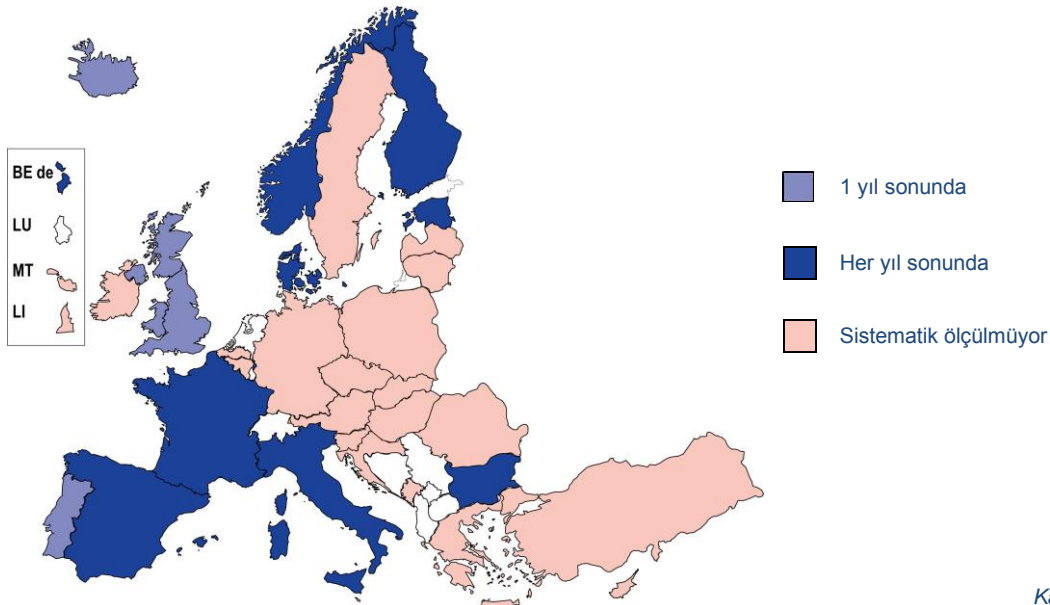 BE de
LU
MT
LI
1 yıl sonunda
Her yıl sonunda
Sistematik ölçülmüyor